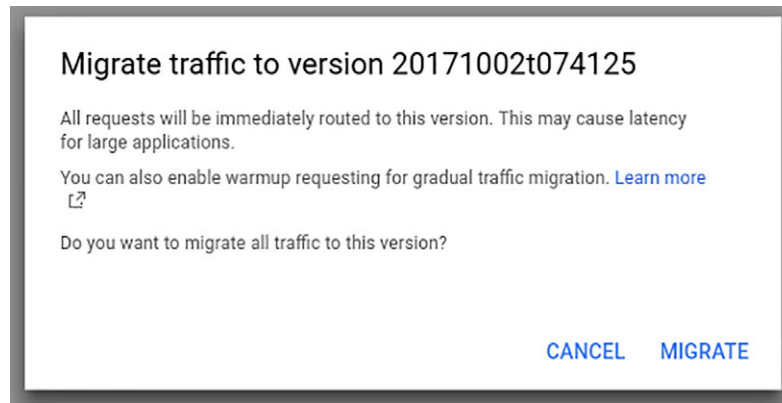 Migrate traffic to version 20171002t074125
All requests will be immediately routed to this version. This may cause latency
for large applications.
You can also enable warmup requesting for gradual traffic migration. Learn more
Do you want to migrate all traffic to this version?
CANCEL MIGRATE